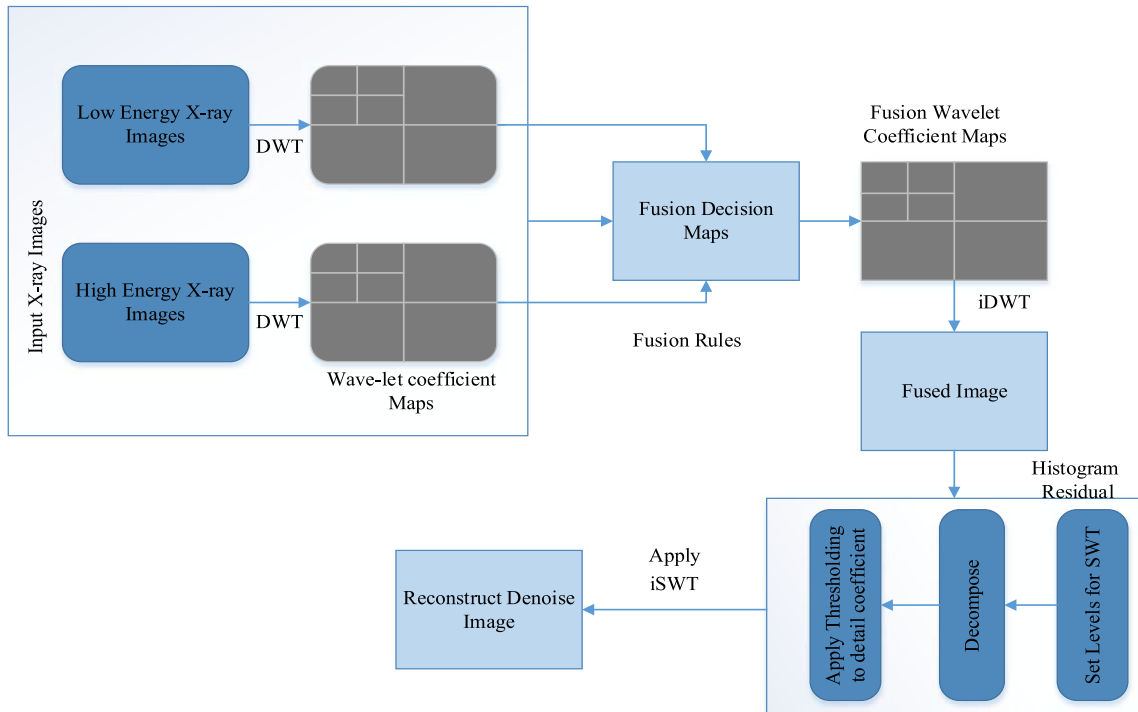 Input X-ray Images
Low Energy X-ray
Images
DWT
High Energy X-ray
Images
DWT
Wave-let coefficient
Maps
Fusion Decision
Maps
Fusion Rules
Fusion Wavelet
Coefficient Maps
iDWT
Fused Image
Histogram
Residual
Set Levels for SWT
Decompose
Apply Thresholding
to detail coefficient
Apply
iSWT
Reconstruct Denoise
Image